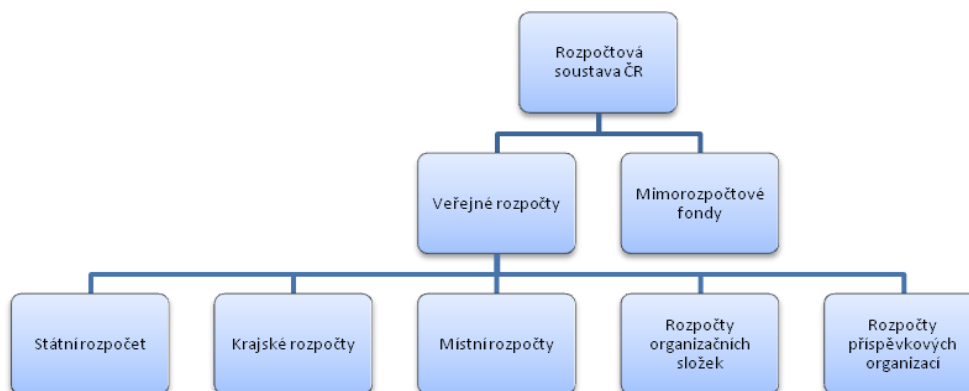 Rozpočtová
soustava ČR
Veřejné rozpočty
Mimorozpočtové
fondy
Státní rozpočet
Krajské rozpočty
Místní rozpočty
Rozpočty
organizačních
složek
Rozpočty
příspěvkových
organizací